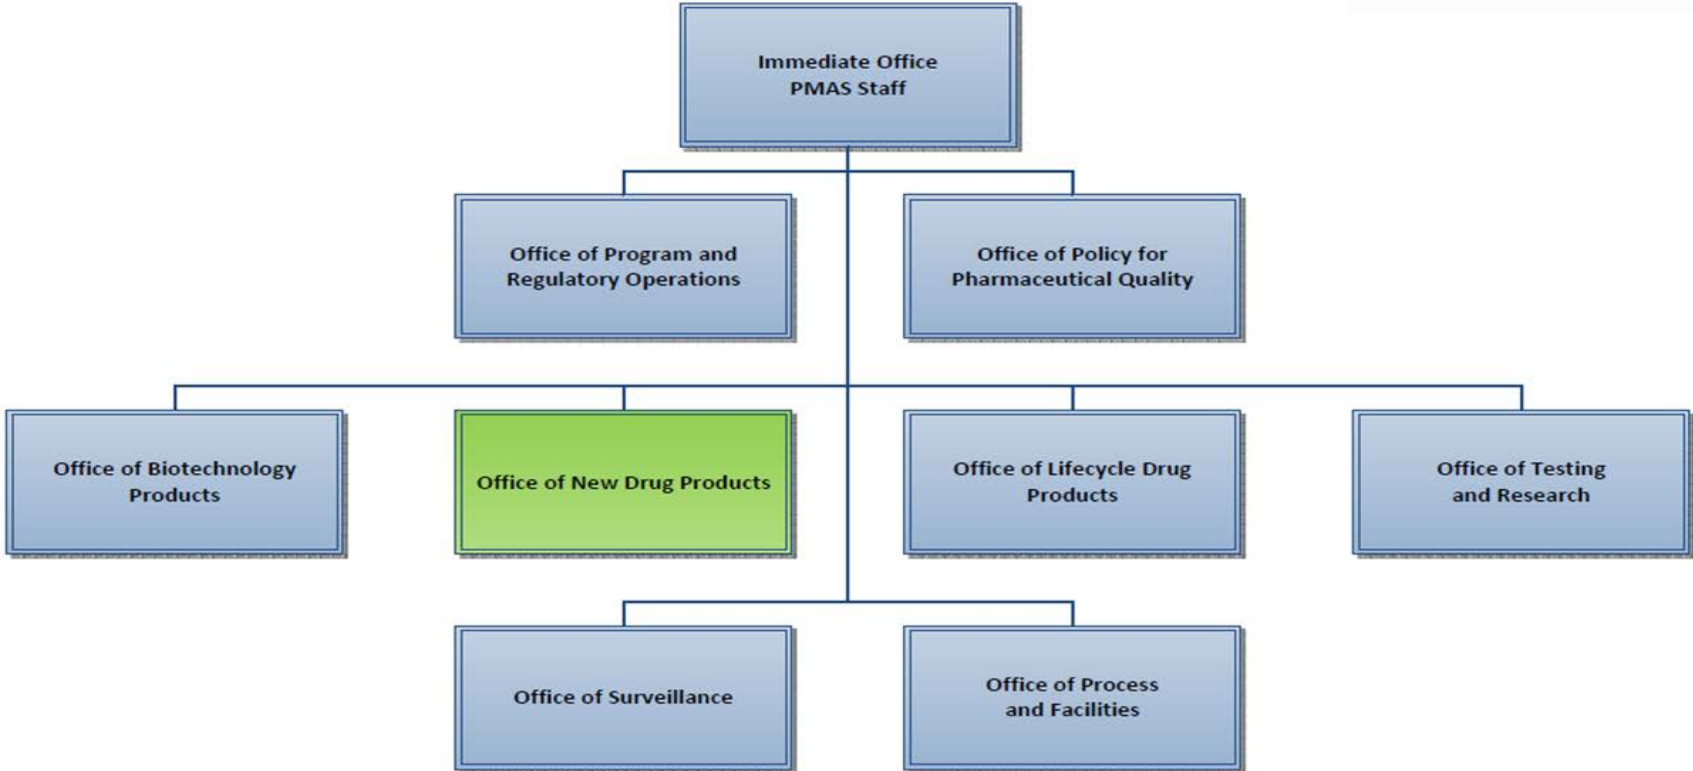 Immediate Office
PMAS Staff
Office of Program and
Regulatory Operations
Office of Policy for
Pharmaceutical Quality
Office of Biotechnology
Products
Office of New Drug Products
Office of Lifecycle Drug
Products
Office of Testing
and Research
Office of Surveillance
Office of Process
and Facilities